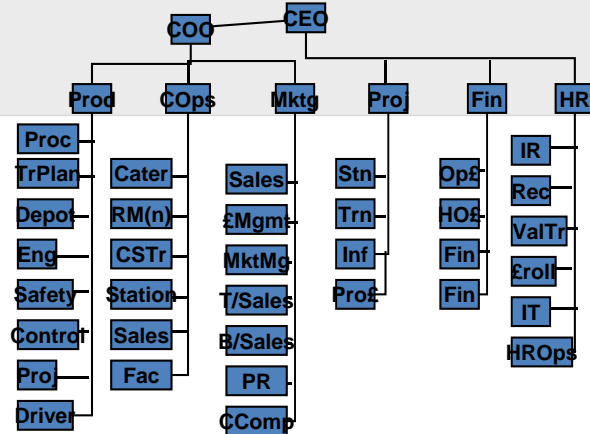 COO
CEO
Prod
COps
Mktg
Proj
Fin
HR
Proc
TrPlan
Depot
Eng
Safety
Control
Proj
Driver
Cater
RM(n)
CSTr
Station
Sales
Fac
Sales
£Mgmt
MktMg
T/Sales
B/Sales
PR
CComp
Stn
Trn
Inf
Pro£
Op£
HO£
Fin
Fin
IR
Rec
ValTr
£roll
IT
HROps